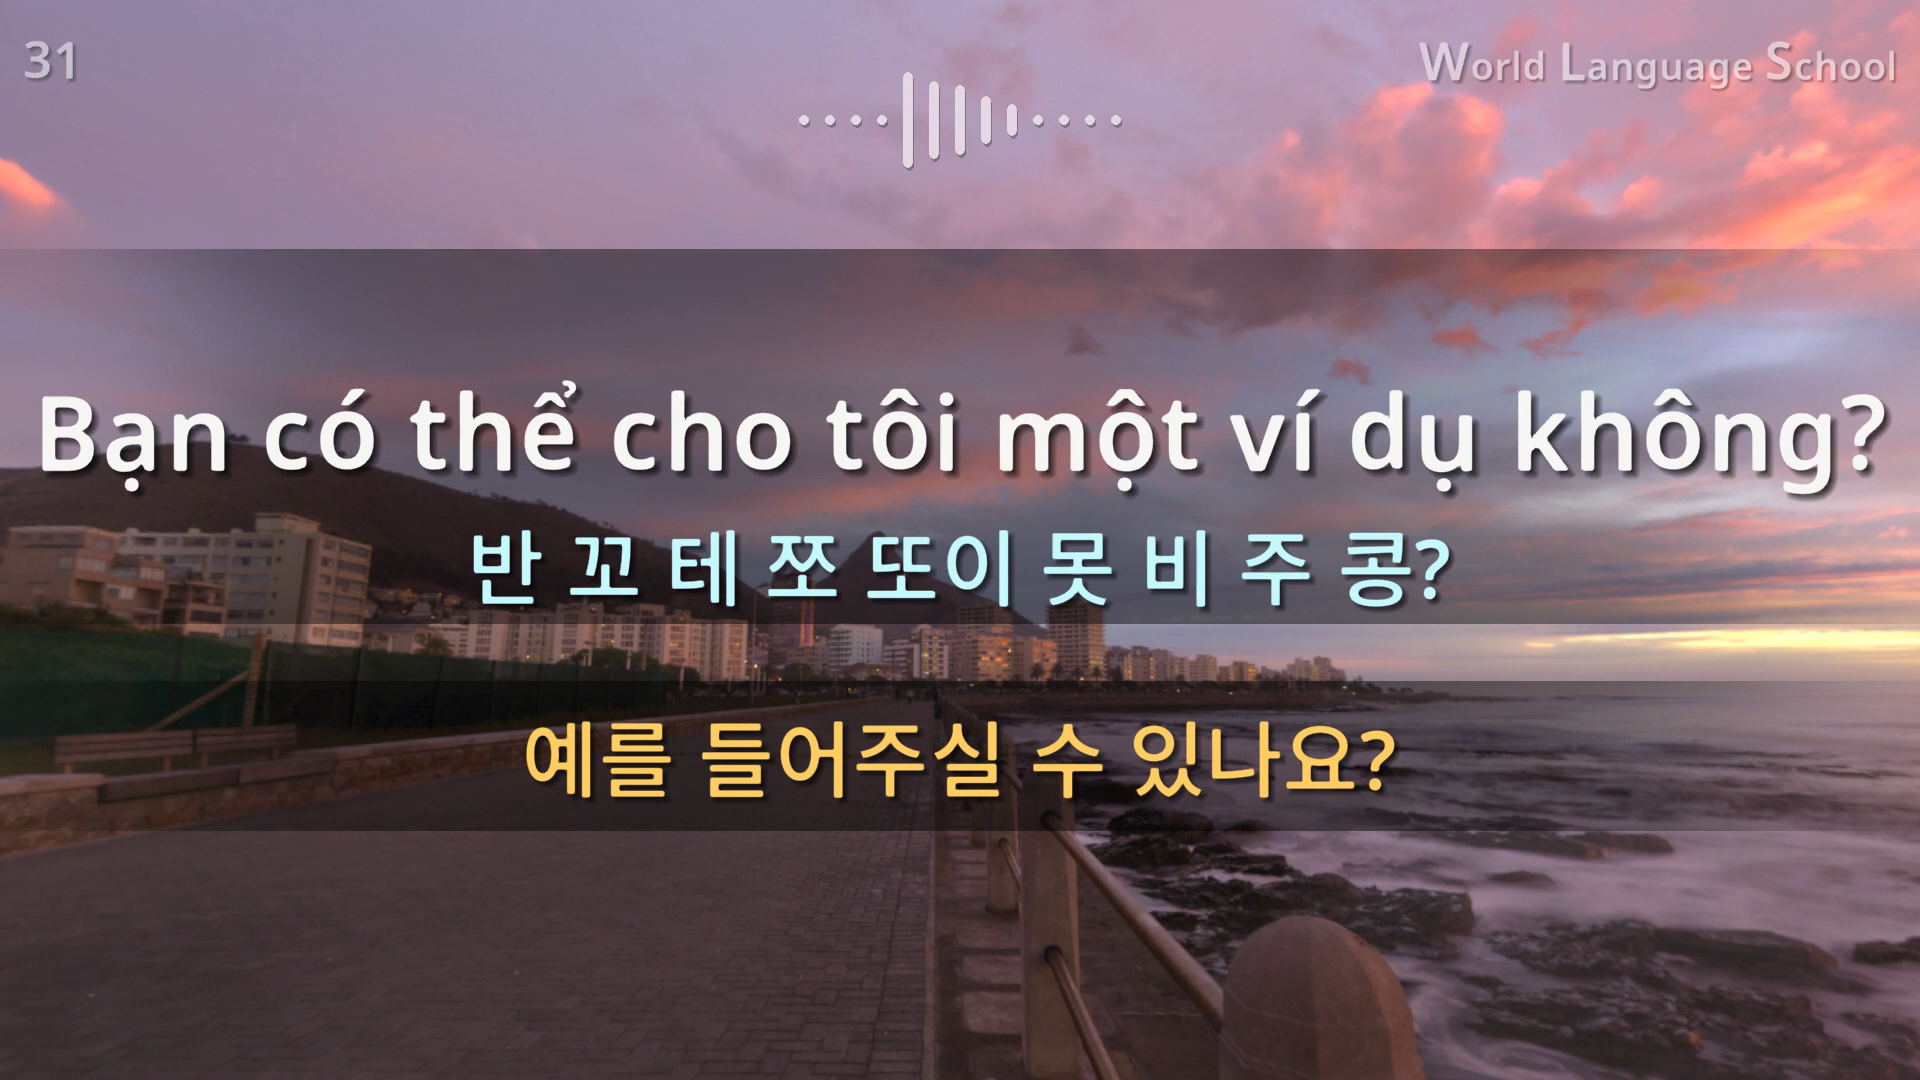 31
World Language School
Bạn có thể cho tôi một ví dụ không?
반 꼬 테 쪼 또이 못 비 주 콩?
예를 들어주실 수 있나요?